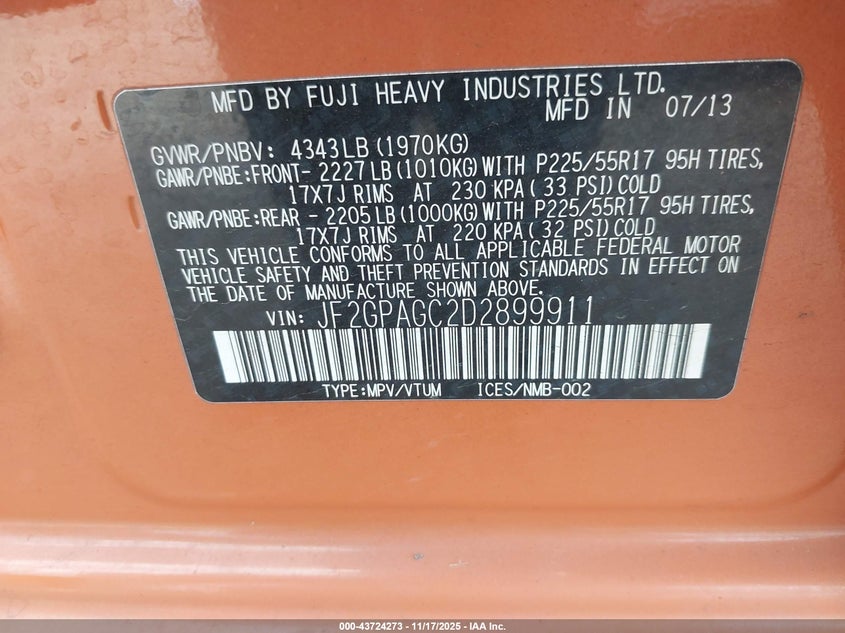 MFD BY FUJI HEAVY INDUSTRIES LTD.
MFD IN 07/13
GVWR/PNBV: 4343LB (1970KG)
GAWR/PNBE:FRONT- 2227 LB (1010KG) WITH P225/55R17 95H TIRES,
17X7J RIMS AT 230 KPA ( 33 PSI) COLD
GAWR/PNBE:REAR - 2205 LB (1000KG) WITH P225/55R17 95H TIRES,
17X7J RIMS AT 220 KPA ( 32 PSI) COLD
THIS VEHICLE CONFORMS TO ALL APPLICABLE FEDERAL MOTOR
VEHICLE SAFETY AND THEFT PREVENTION STANDARDS IN EFFECT ON
THE DATE OF MANUFACTURE SHOWN ABOVE.
VIN: JF2GPAGC2D2899911
TYPE:MPV/VTUM ICES/NMB-002
000-43724273 - 11/17/2025 - IAA Inc.